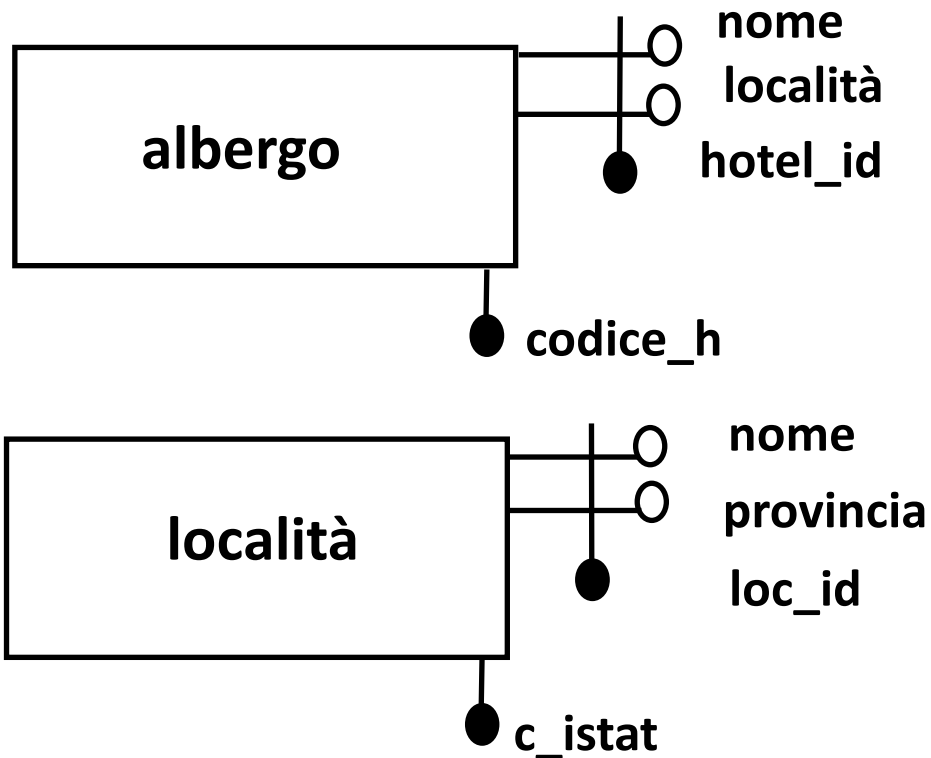 nome
località
albergo
hotel_id
codice_h
nome
provincia
località
loc_id
c_istat